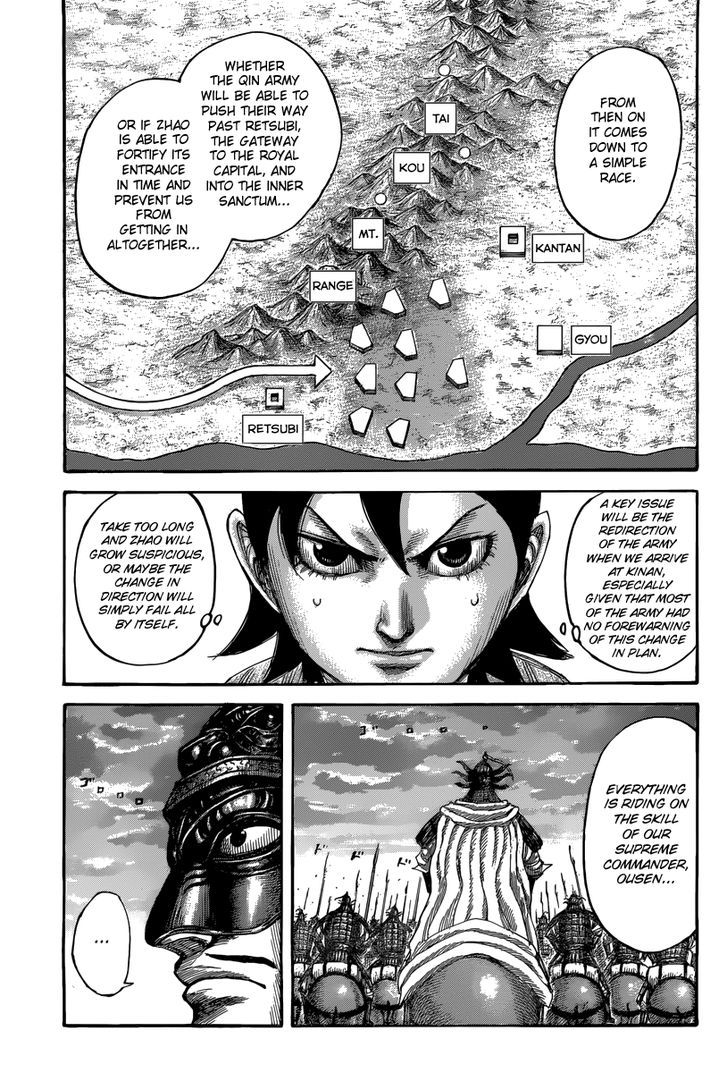 FROM
THEN ON
IT COMES
DOWN TO
A SIMPLE
RACE.
WHETHER
THE QIN ARMY
WILL BE ABLE TO
PUSH THEIR WAY
PAST RETSUBI,
THE GATEWAY
TO THE ROYAL
CAPITAL, AND
INTO THE INNER
SANCTUM...
OR IF ZHAO
IS ABLE TO
FORTIFY ITS
ENTRANCE
IN TIME AND
PREVENT US
FROM
GETTING IN
ALTOGETHER...
TAI
KOU
MT.
RANGE
KANTAN
GYOU
RETSUBI
A KEY ISSUE
WILL BE THE
REDIRECTION
OF THE ARMY
WHEN WE ARRIVE
AT KINAN,
ESPECIALLY
GIVEN THAT MOST
OF THE ARMY HAD
NO FOREWARNING
OF THIS CHANGE
IN PLAN.
TAKE TOO LONG
AND ZHAO WILL
GROW SUSPICIOUS,
OR MAYBE THE
CHANGE IN
DIRECTION WILL
SIMPLY FAIL ALL
BY ITSELF.
EVERYTHING
IS RIDING ON
THE SKILL
OF OUR
SUPREME
COMMANDER,
OUSEN...
...